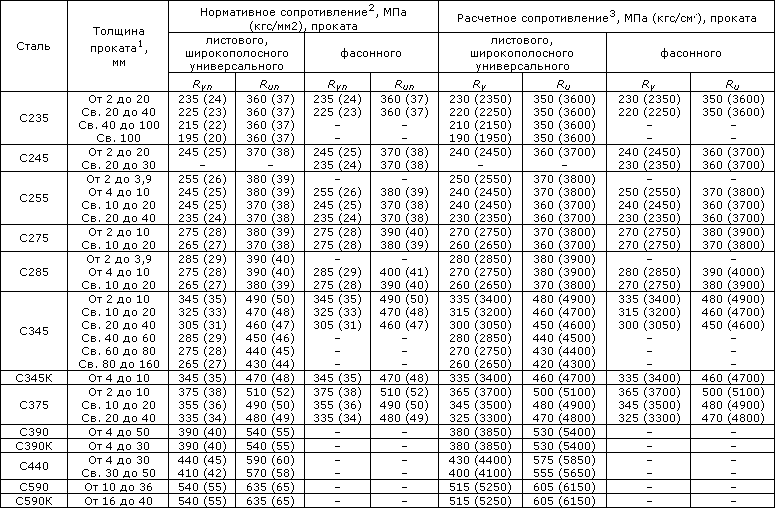 Сталь
Толщина проката1, мм
Нормативное сопротивление2, МПа (кгс/мм2), проката
Расчетное сопротивление3, МПа (кгс/см·), проката
листового, широкополосного универсального
фасонного
листового, широкополосного универсального
фасонного
Ryn Run Ryn Run Ry Ru Ry Ru
С235
От 2 до 20 235 (24) 360 (37) 235 (24) 360 (37) 230 (2350) 350 (3600) 230 (2350) 350 (3600)
Св. 20 до 40 225 (23) 360 (37) 225 (23) 360 (37) 220 (2250) 350 (3600) 220 (2250) 350 (3600)
Св. 40 до 100 215 (22) 360 (37) – – 210 (2150) 350 (3600) – –
Св. 100 195 (20) 360 (37) – – 190 (1950) 350 (3600) – –
С245
От 2 до 20 245 (25) 370 (38) 245 (25) 370 (38) 240 (2450) 360 (3700) 240 (2450) 360 (3700)
Св. 20 до 30 – – 235 (24) 370 (38) – – 230 (2350) 360 (3700)
С255
От 2 до 3,9 255 (26) 380 (39) – – 250 (2550) 370 (3800) – –
От 4 до 10 245 (25) 380 (39) 255 (26) 380 (39) 240 (2450) 370 (3800) 250 (2550) 370 (3800)
Св. 10 до 20 245 (25) 370 (38) 245 (25) 370 (38) 240 (2450) 360 (3700) 240 (2450) 360 (3700)
Св. 20 до 40 235 (24) 370 (38) 235 (24) 370 (38) 230 (2350) 360 (3700) 230 (2350) 360 (3700)
С275
От 2 до 10 275 (28) 380 (39) 275 (28) 390 (40) 270 (2750) 370 (3800) 270 (2750) 380 (3900)
Св. 10 до 20 265 (27) 370 (38) 275 (28) 380 (39) 260 (2650) 360 (3700) 270 (2750) 370 (3800)
С285
От 2 до 3,9 285 (29) 390 (40) – – 280 (2850) 380 (3900) – –
От 4 до 10 275 (28) 390 (40) 285 (29) 400 (41) 270 (2750) 380 (3900) 280 (2850) 390 (4000)
Св. 10 до 20 265 (27) 380 (39) 275 (28) 390 (40) 260 (2650) 370 (3800) 270 (2750) 380 (3900)
С345
От 2 до 10 345 (35) 490 (50) 345 (35) 490 (50) 335 (3400) 480 (4900) 335 (3400) 480 (4900)
Св. 10 до 20 325 (33) 470 (48) 325 (33) 470 (48) 315 (3200) 460 (4700) 315 (3200) 460 (4700)
Св. 20 до 40 305 (31) 460 (47) 305 (31) 460 (47) 300 (3050) 450 (4600) 300 (3050) 450 (4600)
Св. 40 до 60 285 (29) 450 (46) – – 280 (2850) 440 (4500) – –
Св. 60 до 80 275 (28) 440 (45) – – 270 (2750) 430 (4400) – –
Св. 80 до 160 265 (27) 430 (44) – – 260 (2650) 420 (4300) – –
С345К От 4 до 10 345 (35) 470 (48) 345 (35) 470 (48) 335 (3400) 460 (4700) 335 (3400) 460 (4700)
С375
От 2 до 10 375 (38) 510 (52) 375 (38) 510 (52) 365 (3700) 500 (5100) 365 (3700) 500 (5100)
Св. 10 до 20 355 (36) 490 (50) 355 (36) 490 (50) 345 (3500) 480 (4900) 345 (3500) 480 (4900)
Св. 20 до 40 335 (34) 480 (49) 335 (34) 480 (49) 325 (3300) 470 (4800) 325 (3300) 470 (4800)
С390 От 4 до 50 390 (40) 540 (55) – – 380 (3850) 530 (5400) – –
С390К От 4 до 30 390 (40) 540 (55) – – 380 (3850) 530 (5400) – –
С440
От 4 до 30 440 (45) 590 (60) – – 430 (4400) 575 (5850) – –
Св. 30 до 50 410 (42) 570 (58) – – 400 (4100) 555 (5650) – –
С590 От 10 до 36 540 (55) 635 (65) – – 515 (5250) 605 (6150) – –
С590К От 16 до 40 540 (55) 635 (65) – – 515 (5250) 605 (6150) – –